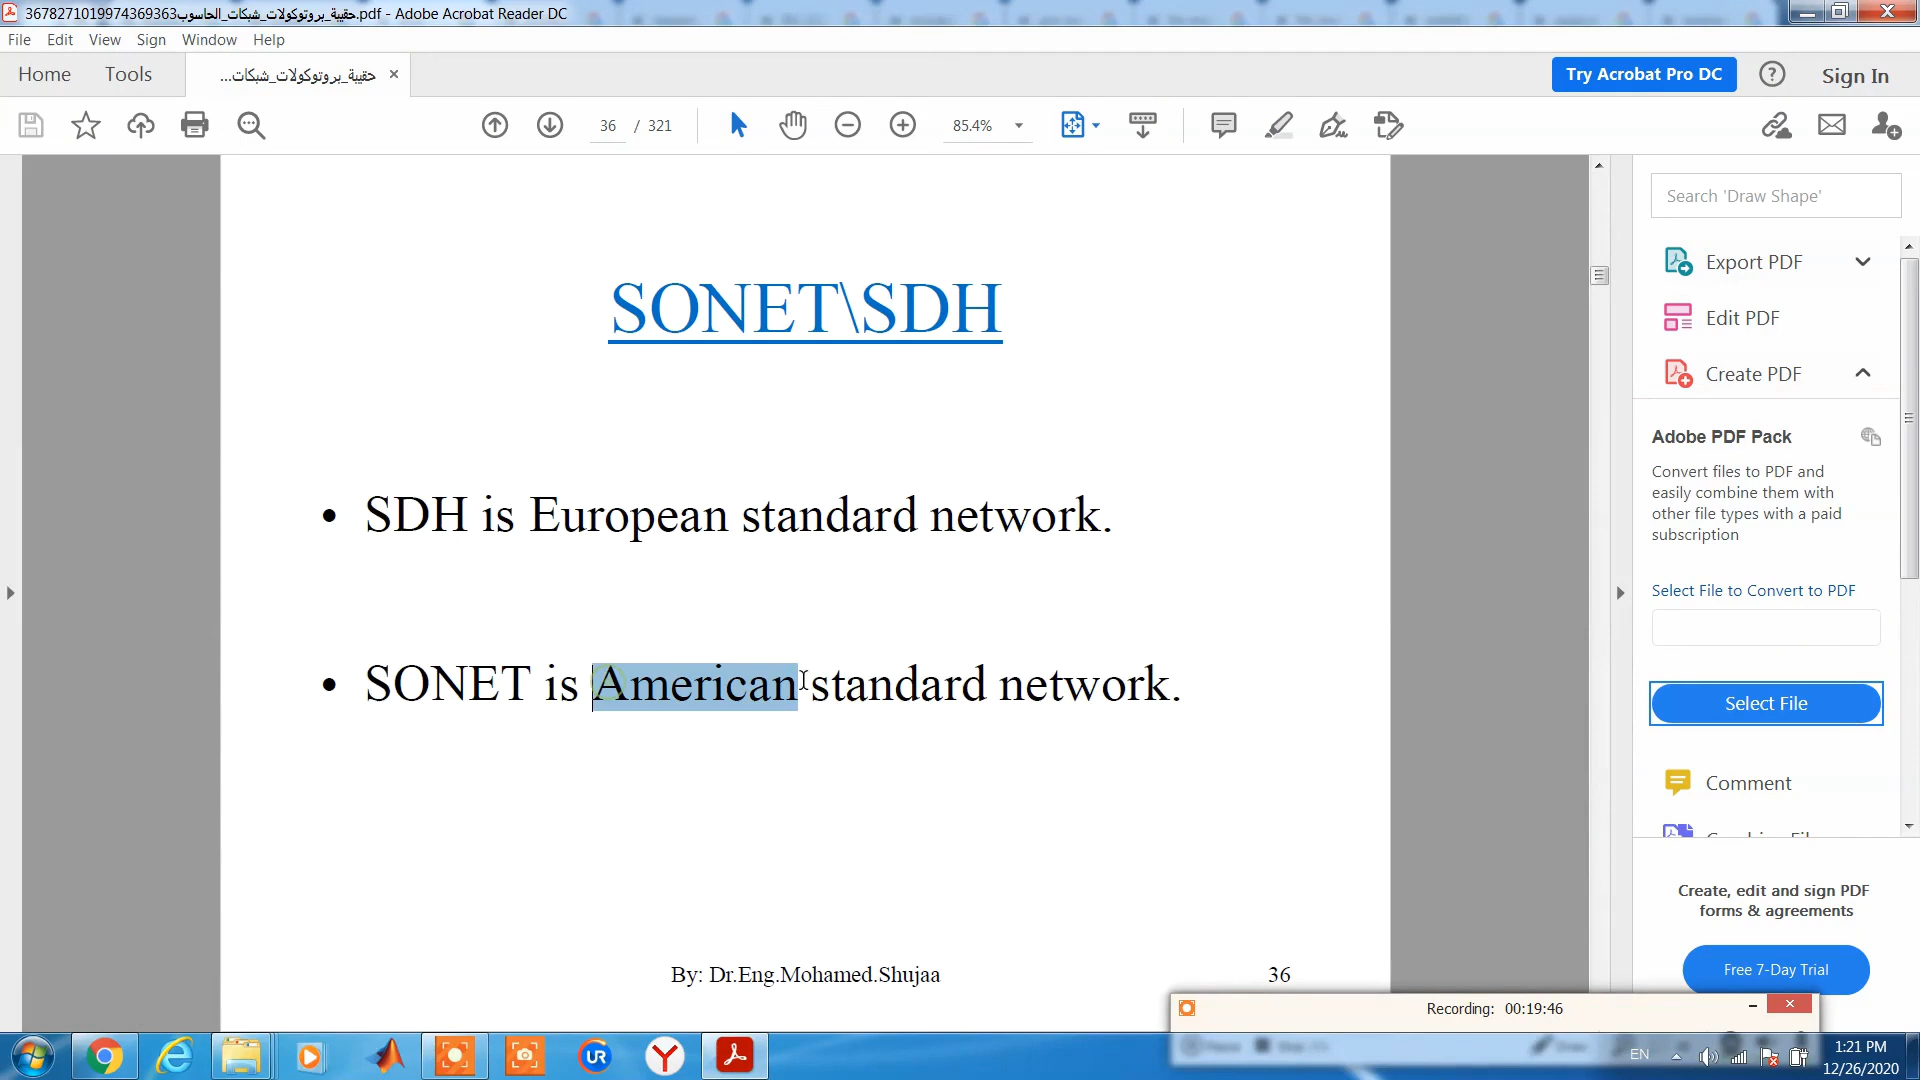 3678271019974369363حقيبة_بروتوكولات_شبكات_الحاسوب.pdf - Adobe Acrobat Reader DC
File Edit View Sign Window Help
Home Tools حقيبة_بروتوكولات_شبكات... ×
Try Acrobat Pro DC Sign In
36 / 321 85.4%
Search 'Draw Shape'
SONET\SDH
• SDH is European standard network.
• SONET is American standard network.
By: Dr.Eng.Mohamed.Shujaa 36
Export PDF
Edit PDF
Create PDF
Adobe PDF Pack
Convert files to PDF and
easily combine them with
other file types with a paid
subscription
Select File to Convert to PDF
Select File
Comment
Create, edit and sign PDF
forms & agreements
Free 7-Day Trial
Recording: 00:19:46
UR
EN
1:21 PM
12/26/2020